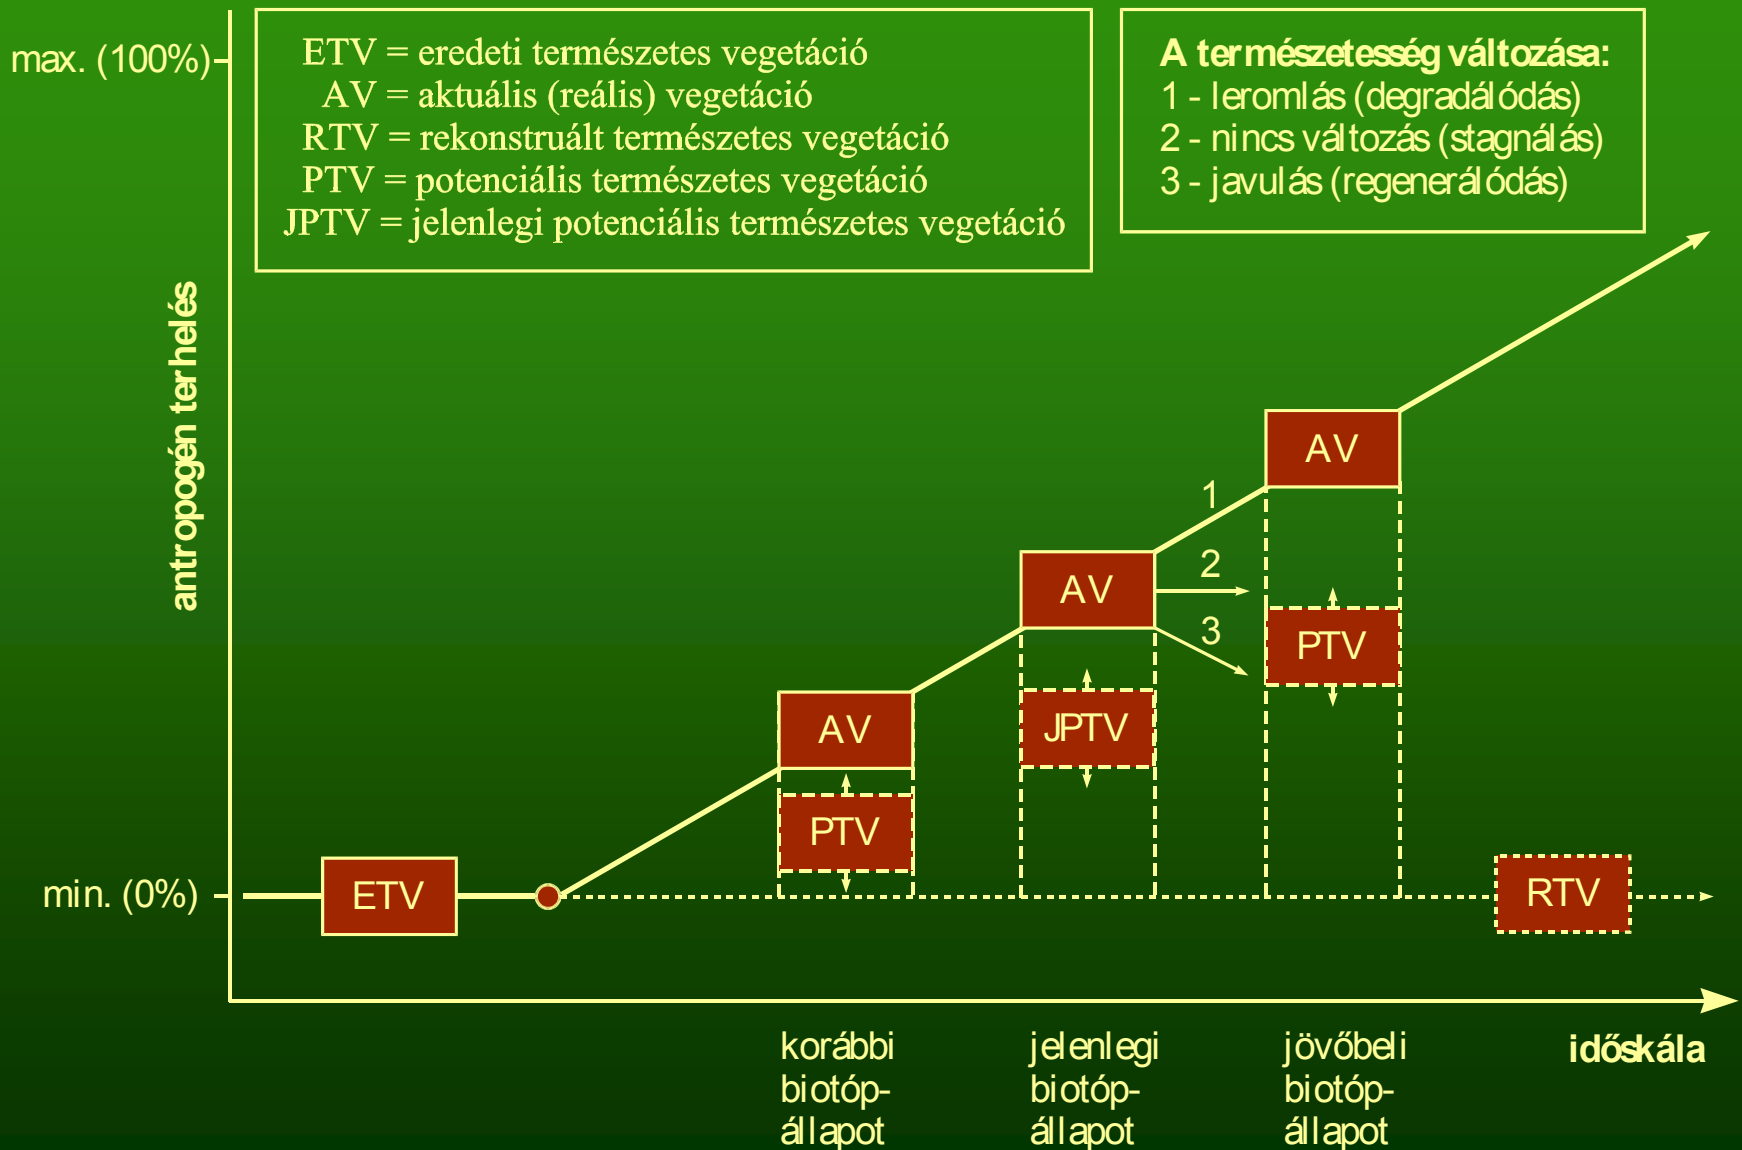 max. (100%)
ETV = eredeti természetes vegetáció
AV = aktuális (reális) vegetáció
RTV = rekonstruált természetes vegetáció
PTV = potenciális természetes vegetáció
JPTV = jelenlegi potenciális természetes vegetáció
A természetesség változása:
1 - leromlás (degradálódás)
2 - nincs változás (stagnálás)
3 - javulás (regenerálódás)
antropogén terhelés
AV
1
AV
2
3
PTV
AV
JPTV
PTV
min. (0%)
ETV
RTV
korábbi
biotóp-
állapot
jelenlegi
biotóp-
állapot
jövőbeli
biotóp-
állapot
időskála